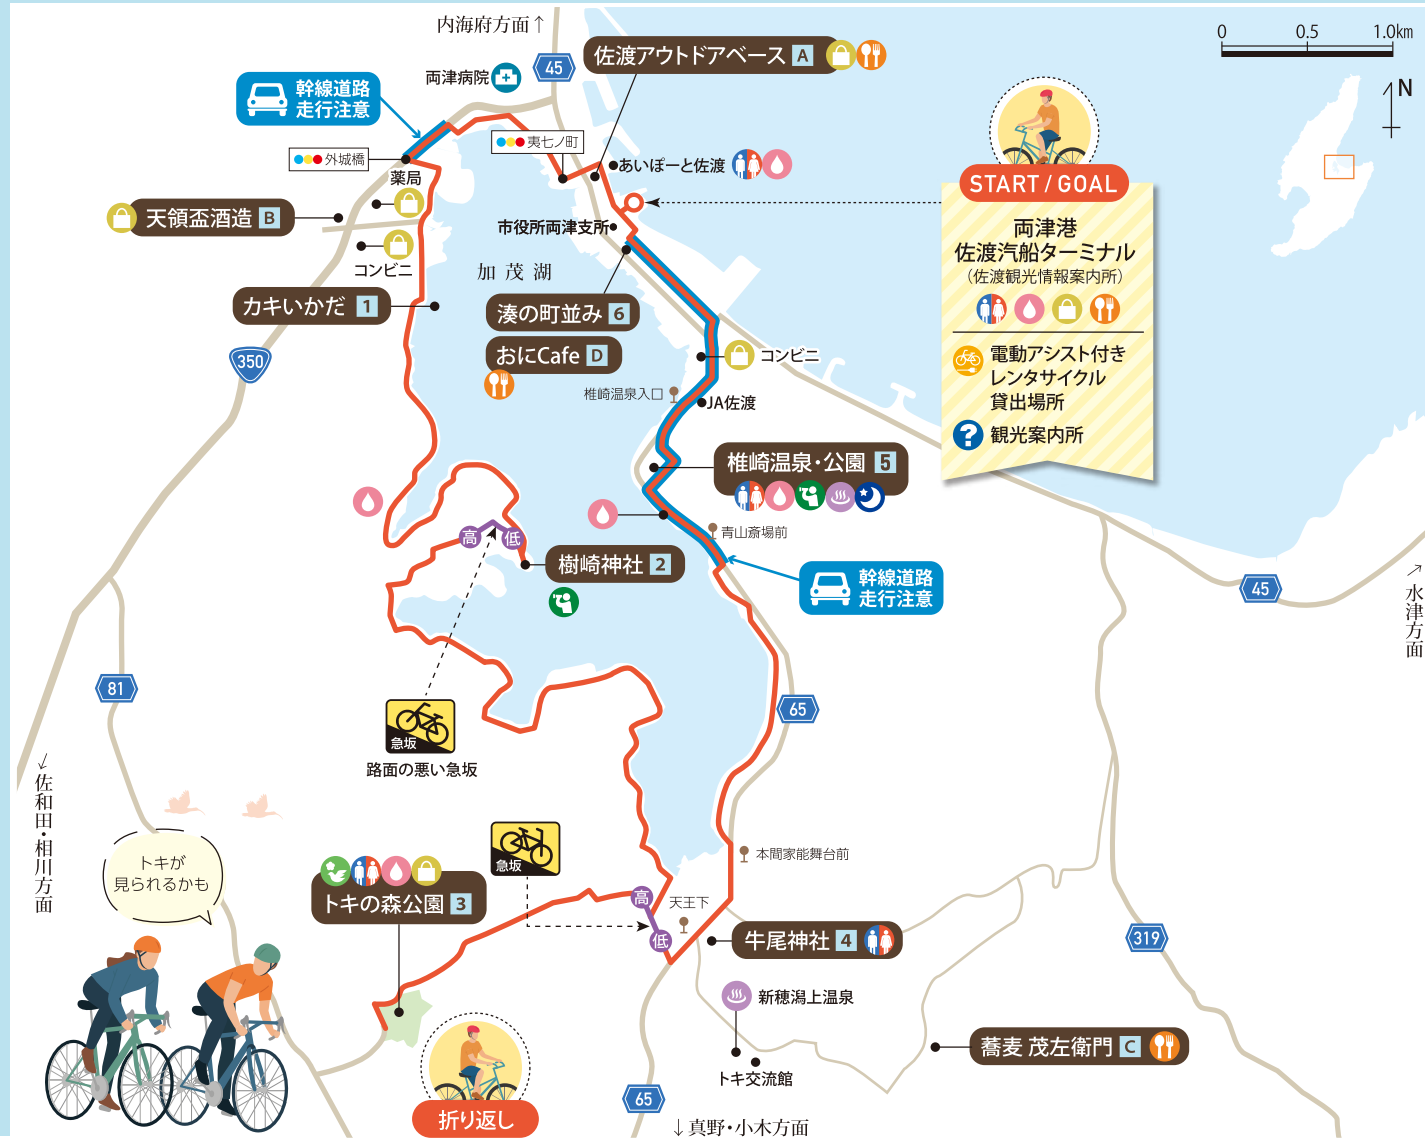 内海府方面↑
0 0.5 1.0km
N
佐渡アウトドアベース A
45
両津病院
幹線道路
走行注意
夷七ノ町
外城橋
あいぽーと佐渡
薬局
START / GOAL
天領盃酒造 B
市役所両津支所
両津港
佐渡汽船ターミナル
(佐渡観光情報案内所)
コンビニ
加茂湖
カキいかだ 1
湊の町並み 6
おにCafe D
350
コンビニ
電動アシスト付き
レンタサイクル
貸出場所
観光案内所
椎崎温泉入口
JA佐渡
椎崎温泉・公園 5
青山斎場前
高
低
樹崎神社 2
幹線道路
走行注意
45
→水津方面
81
65
急坂
路面の悪い急坂
↓佐和田・相川方面
急坂
本間家能舞台前
トキが
見られるかも
トキの森公園 3
高
低
天王下
牛尾神社 4
319
新穂潟上温泉
蕎麦 茂左衛門 C
トキ交流館
65
折り返し
↓真野・小木方面